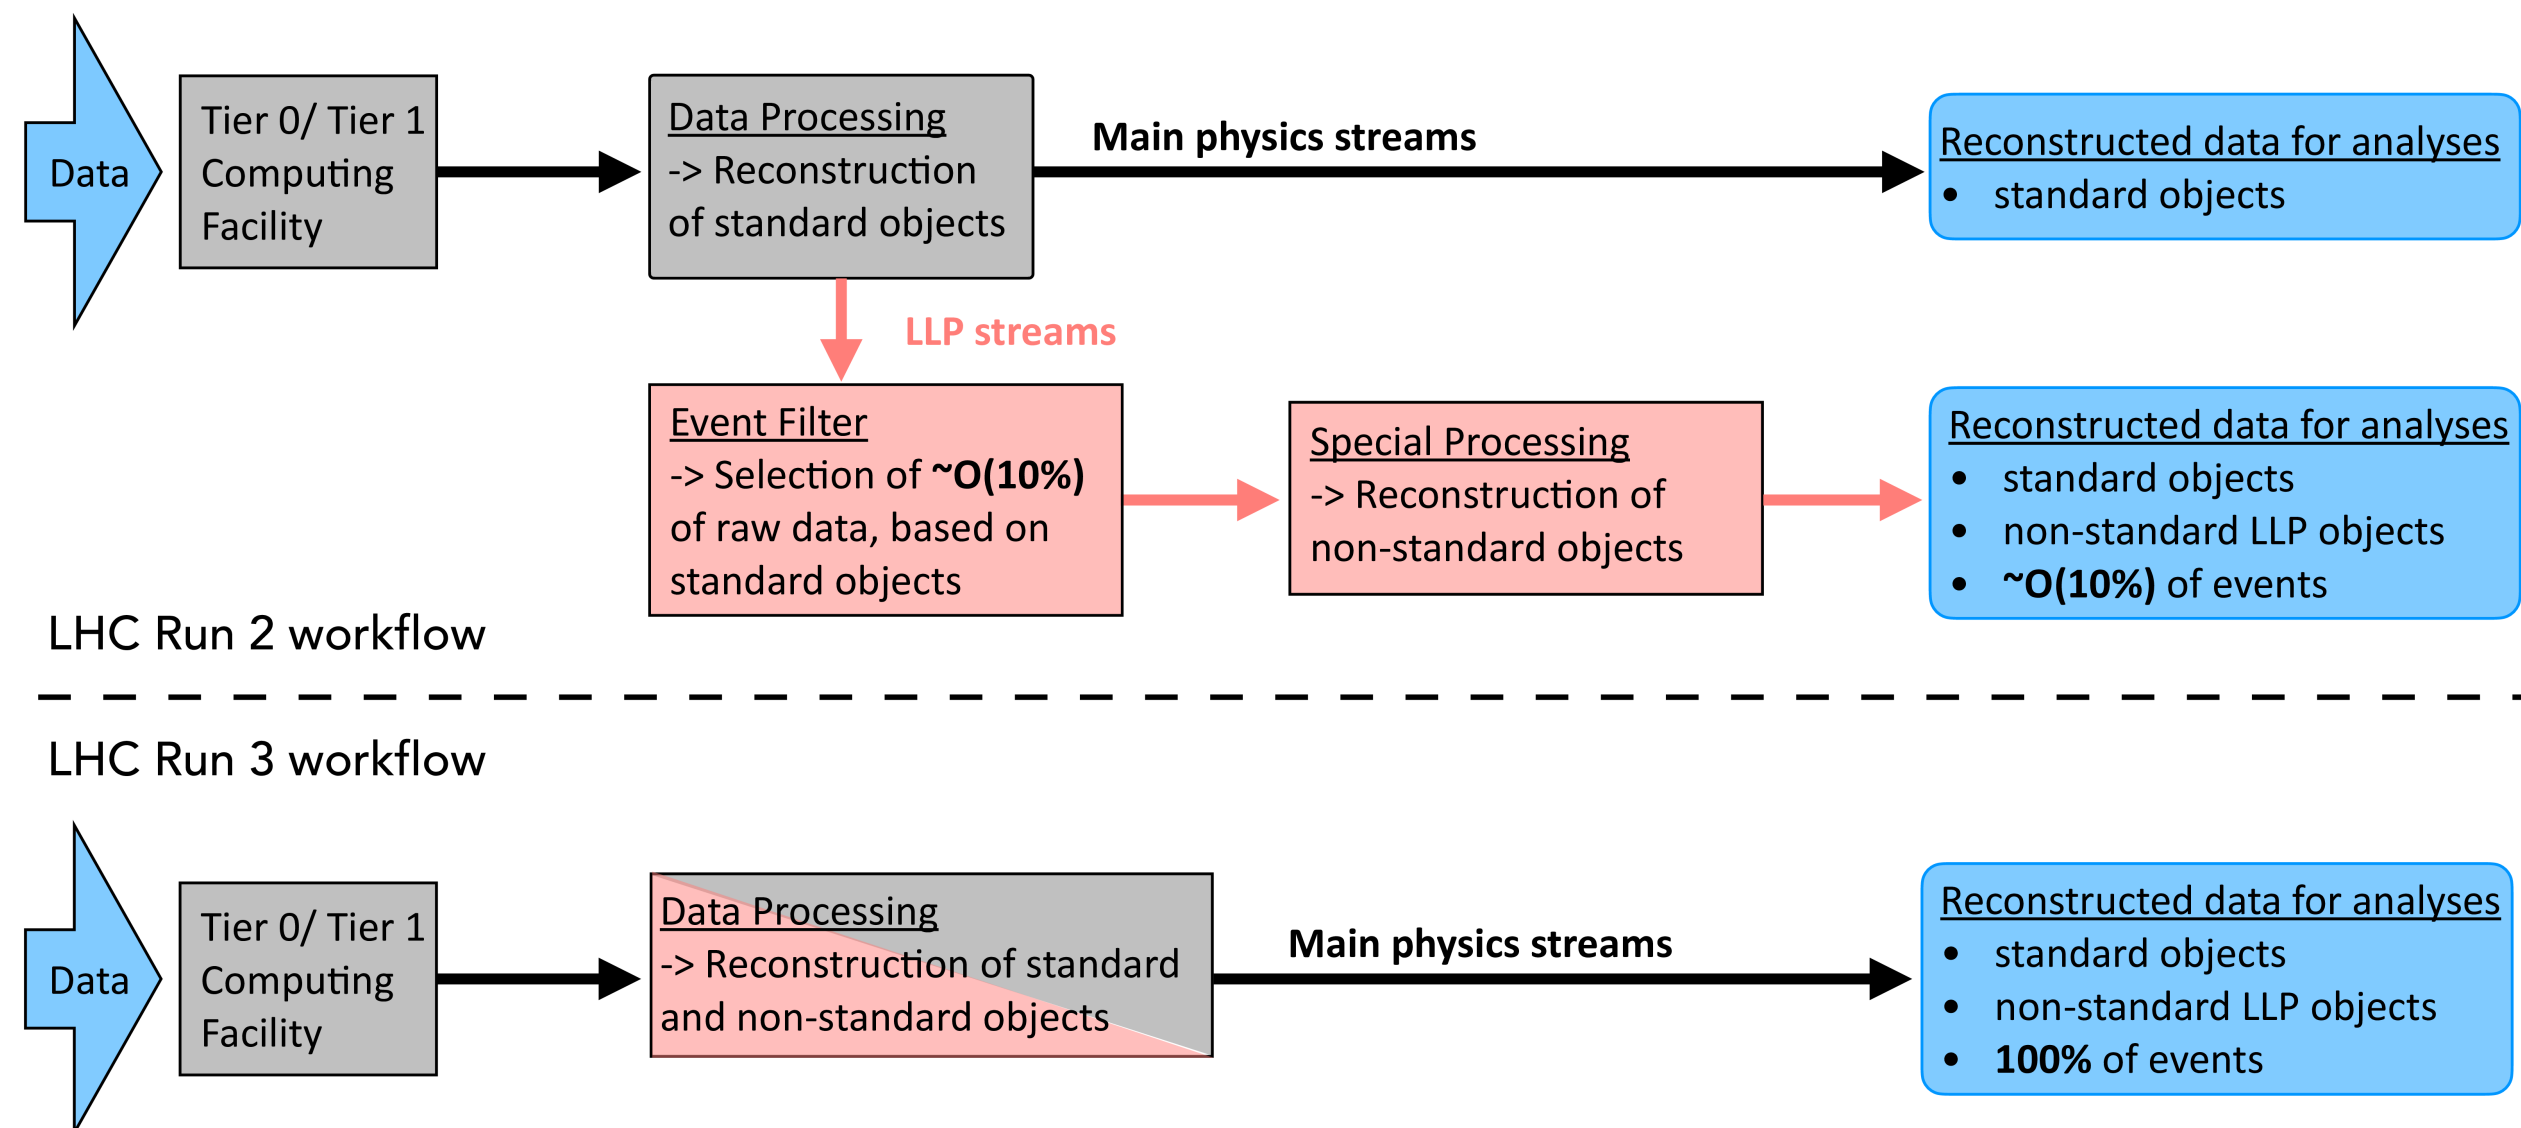 Data
Tier 0/ Tier 1
Computing
Facility
Data Processing
-> Reconstruction
of standard objects
Main physics streams
Reconstructed data for analyses
• standard objects
LLP streams
Event Filter
-> Selection of ~O(10%)
of raw data, based on
standard objects
Special Processing
-> Reconstruction of
non-standard objects
Reconstructed data for analyses
• standard objects
• non-standard LLP objects
• ~O(10%) of events
LHC Run 2 workflow
LHC Run 3 workflow
Data
Tier 0/ Tier 1
Computing
Facility
Data Processing
-> Reconstruction of standard
and non-standard objects
Main physics streams
Reconstructed data for analyses
• standard objects
• non-standard LLP objects
• 100% of events